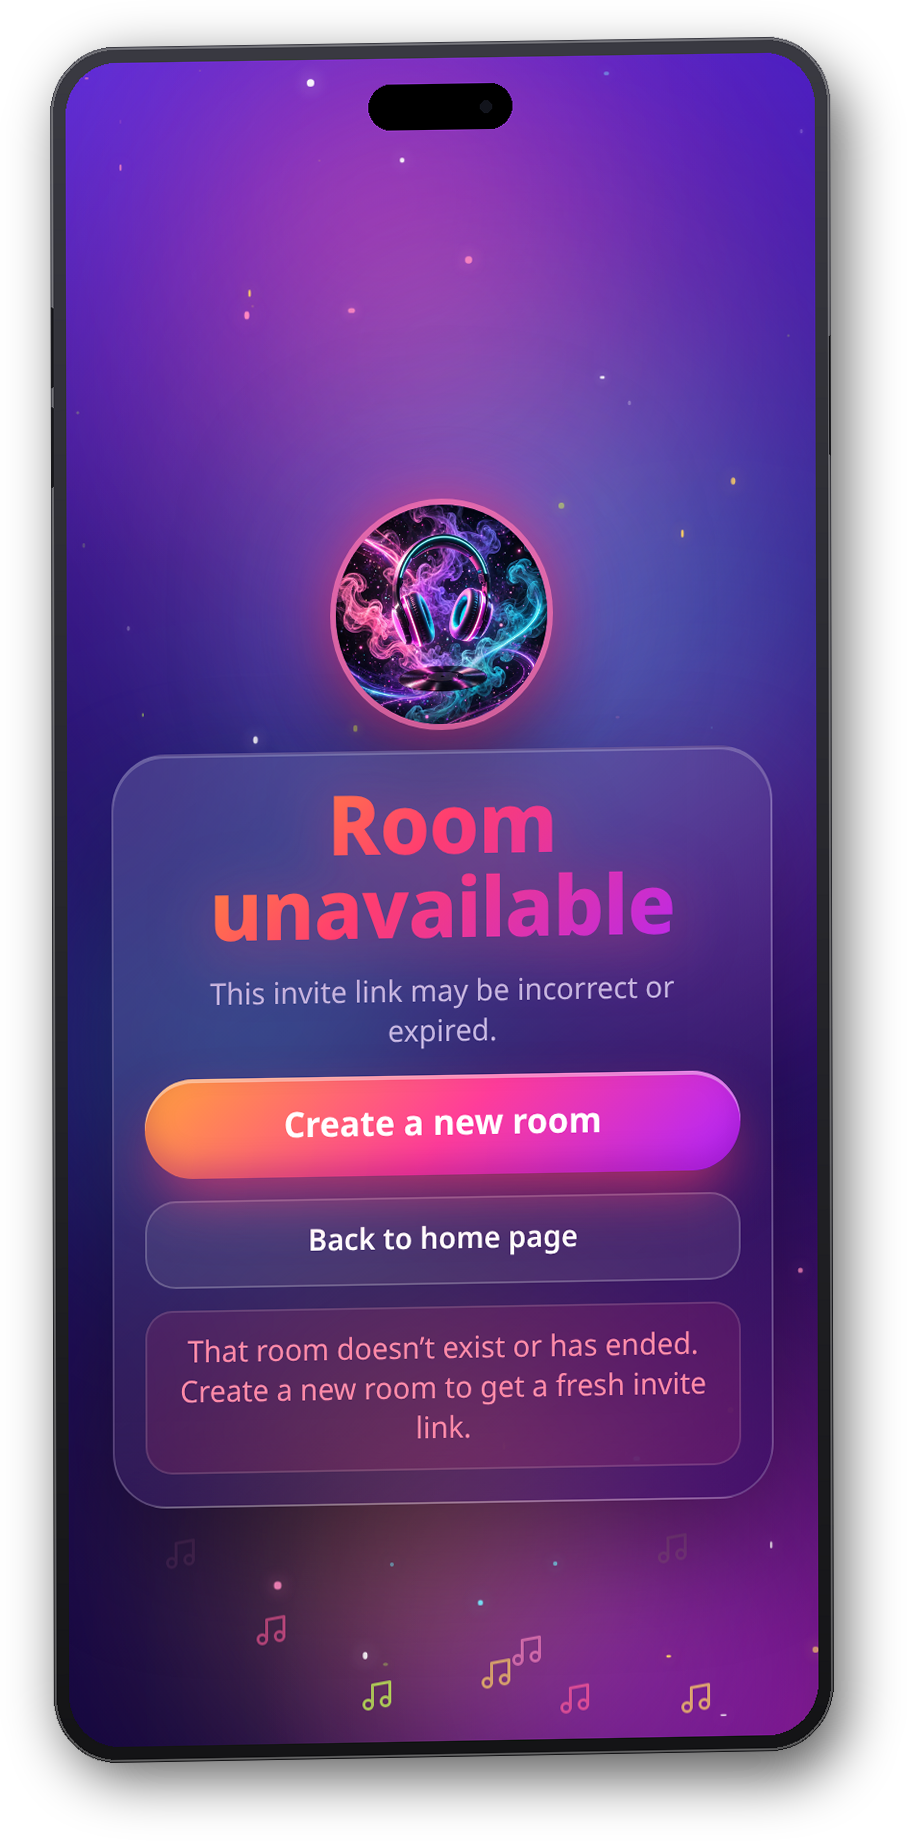 Room
unavailable
This invite link may be incorrect or
expired.
Create a new room
Back to home page
That room doesn’t exist or has ended.
Create a new room to get a fresh invite
link.